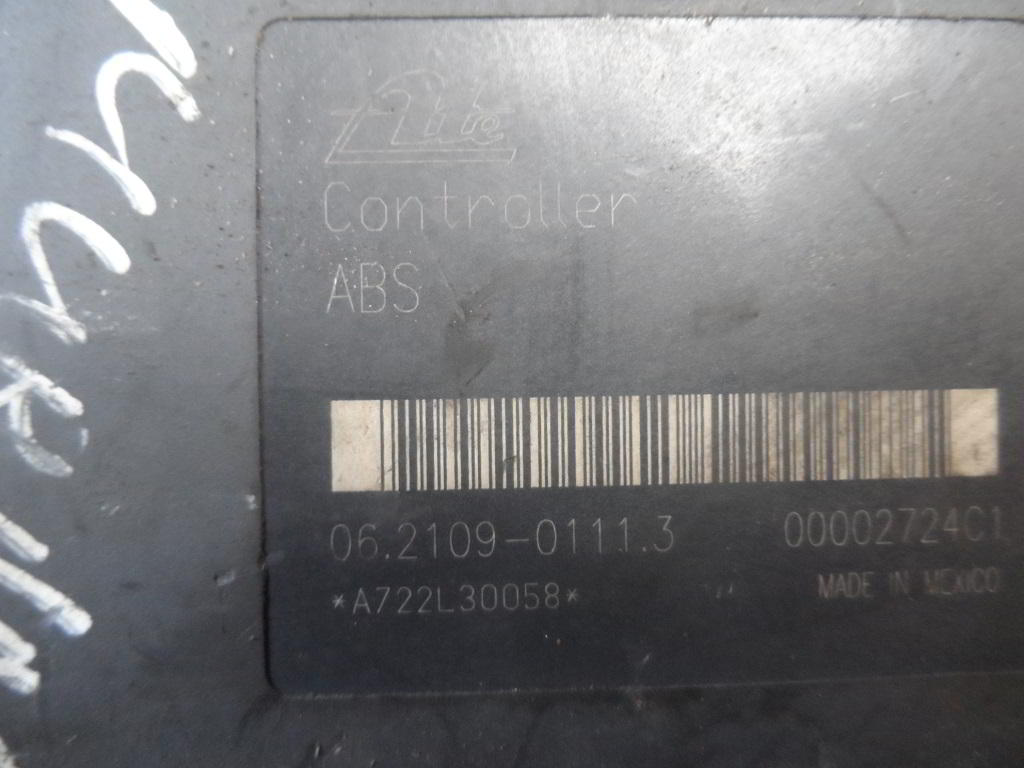 Ate
Controller
ABS
06.2109-0111.3 00002724C1
*A722L30058* MADE IN MEXICO